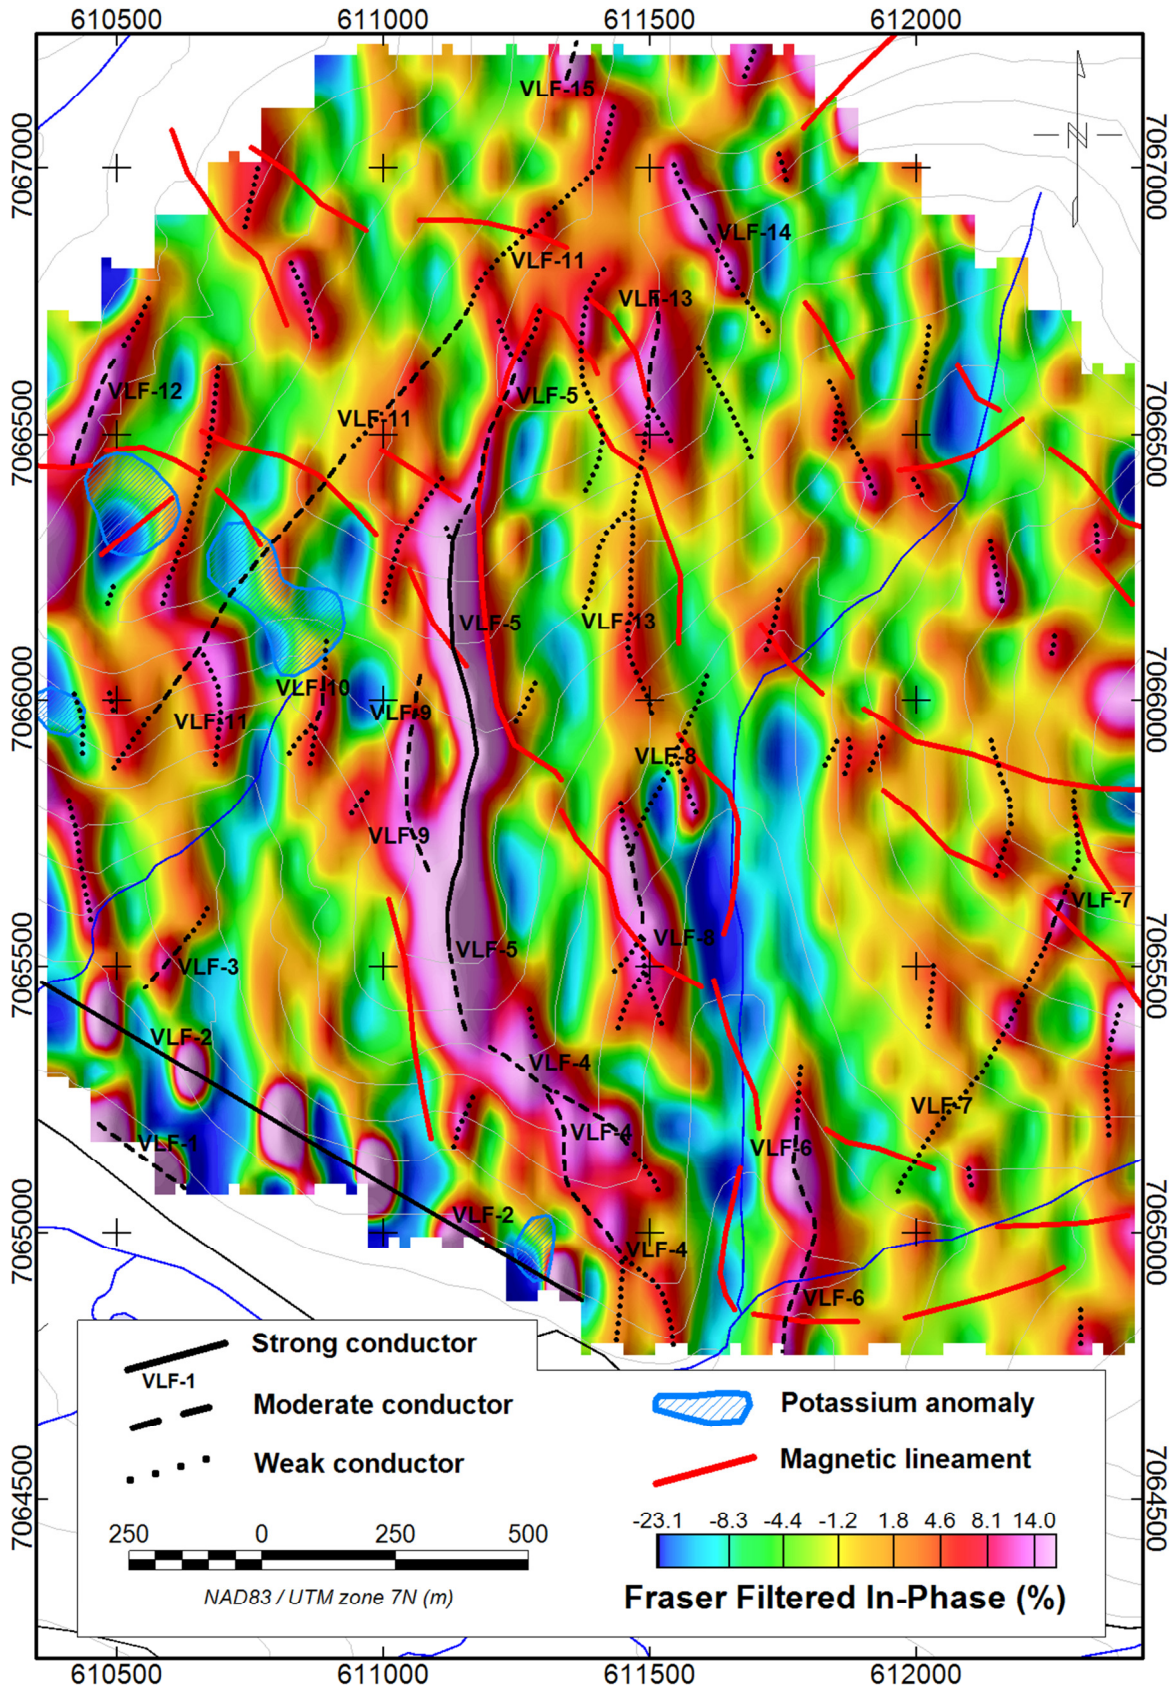 610500 611000 611500 612000
VLF-15
7067000 7067000
VLF-14
VLF-11
VLF-13
VLF-12
VLF-5
VLF-11
7066500 7066500
VLF-5
VLF-13
VLF-10
7066000 7066000
VLF-11
VLF-9
VLF-8
VLF-9
VLF-7
VLF-8
VLF-5
VLF-3
7065500 7065500
VLF-2
VLF-4
VLF-7
VLF-4
VLF-1
VLF-6
VLF-2
7065000 7065000
VLF-4
VLF-6
Strong conductor
VLF-1
Moderate conductor
Potassium anomaly
Weak conductor
Magnetic lineament
7064500 7064500
-23.1 -8.3 -4.4 -1.2 1.8 4.6 8.1 14.0
250 0 250 500
NAD83 / UTM zone 7N (m)
Fraser Filtered In-Phase (%)
610500 611000 611500 612000
N